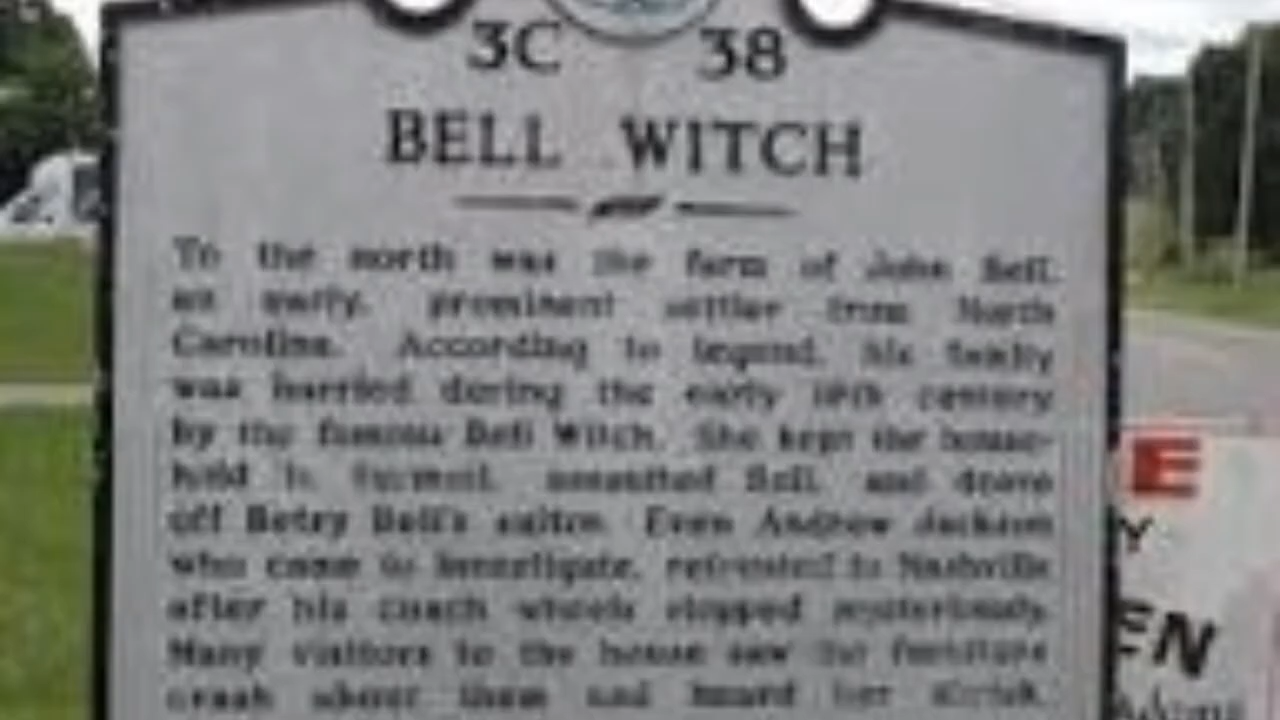 3C 38
BELL WITCH
To the north was the farm of John Bell,
an early, prominent settler from North
Carolina. According to legend, his family
was harried during the early 19th century
by the famous Bell Witch. She kept the house-
hold in turmoil, assaulted Bell, and drove
off Betsy Bell's suitor. Even Andrew Jackson
who came to investigate, retreated to Nashville
after his coach wheels stopped mysteriously.
Many visitors to the house saw the furniture
crash about them and heard her shriek,
E
Y
EN
Adams